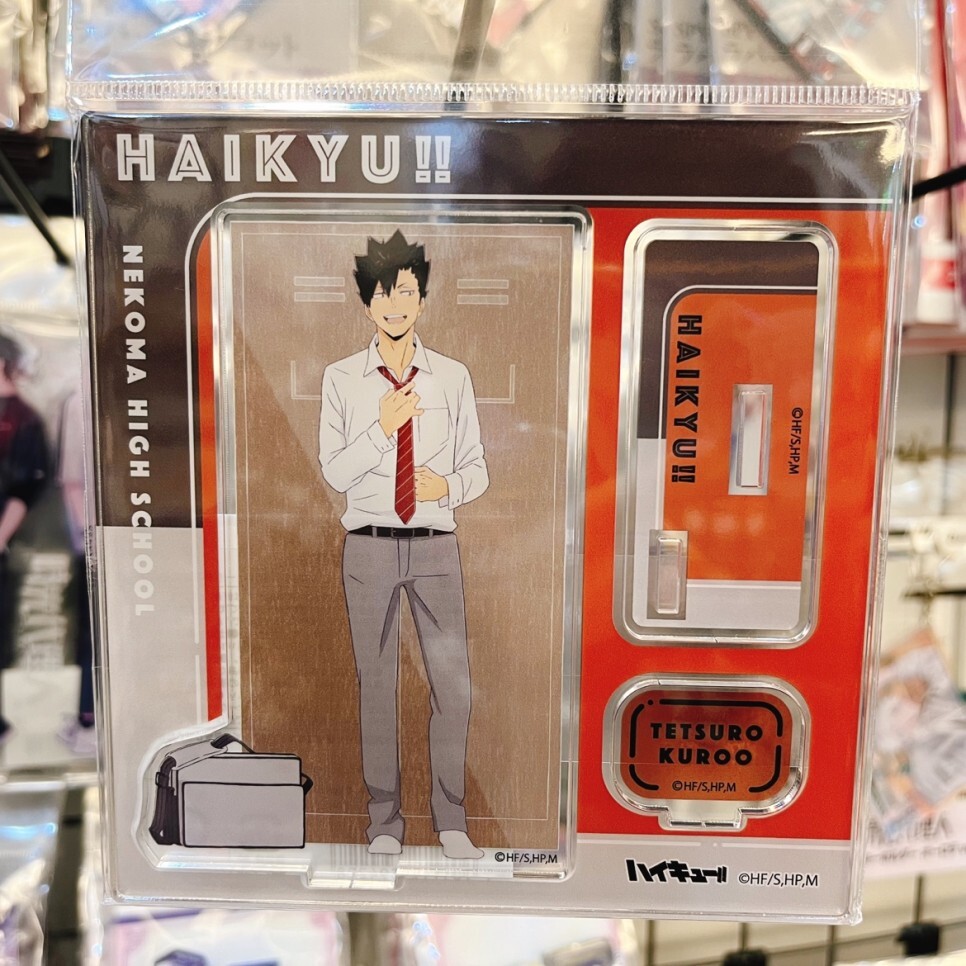 HAIKYU!!
NEKOMA HIGH SCHOOL
HAIKYU!!
©HF/S,HP,M
TETSURO
KUROO
©HF/S,HP,M
©HF/S,HP,M
ハイキュー!! ©HF/S,HP,M